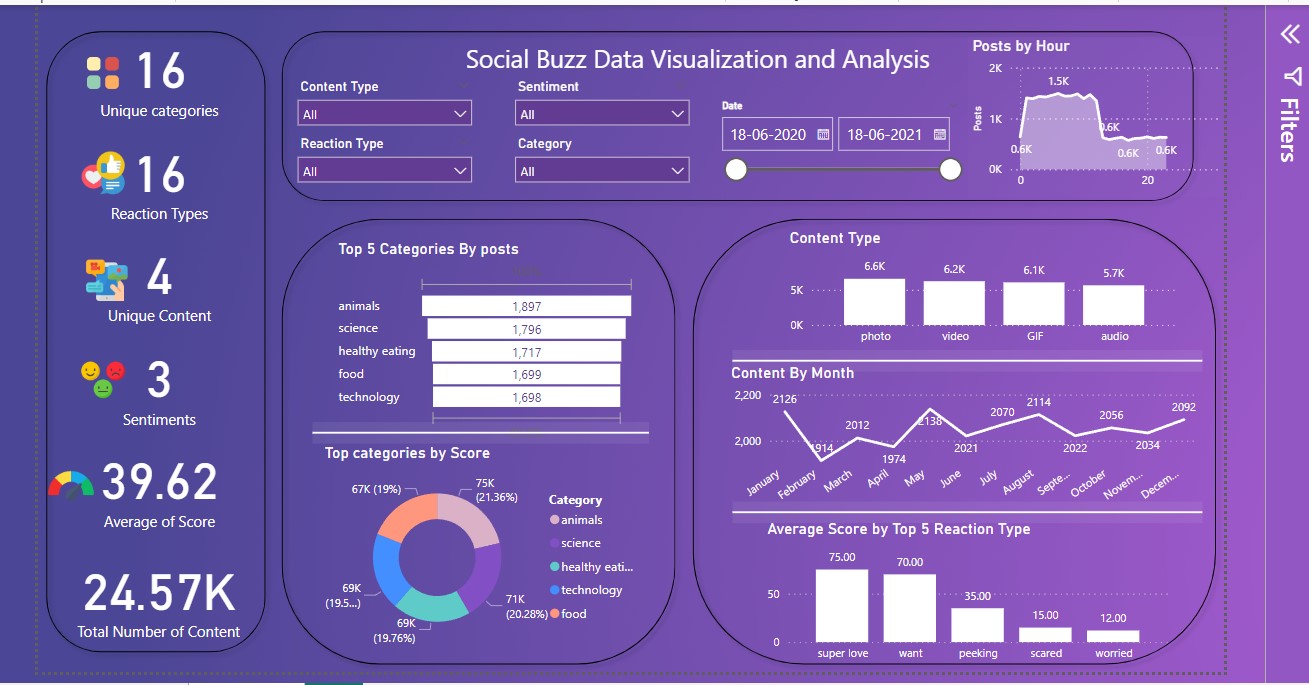 16
Unique categories
16
Reaction Types
4
Unique Content
3
Sentiments
39.62
Average of Score
24.57K
Total Number of Content
Social Buzz Data Visualization and Analysis
Content Type
All
Sentiment
All
Reaction Type
All
Category
All
Date
18-06-2020
18-06-2021
Posts by Hour
Posts
2K
1K
0K
1.5K
0.6K
0.6K
0.6K
0.6K
0
20
Filters
Top 5 Categories By posts
animals 1,897
science 1,796
healthy eating 1,717
food 1,699
technology 1,698
Top categories by Score
67K (19%)
75K
(21.36%)
69K
(19.5...)
69K
(19.76%)
71K
(20.28%)
Category
animals
science
healthy eati...
technology
food
Content Type
5K
0K
6.6K
6.2K
6.1K
5.7K
photo
video
GIF
audio
Content By Month
2,200
2,000
2126
1914
2012
1974
2138
2021
2070
2114
2022
2056
2034
2092
January
February
March
April
May
June
July
August
Septe...
October
Novem...
Decem...
Average Score by Top 5 Reaction Type
50
0
75.00
70.00
35.00
15.00
12.00
super love
want
peeking
scared
worried